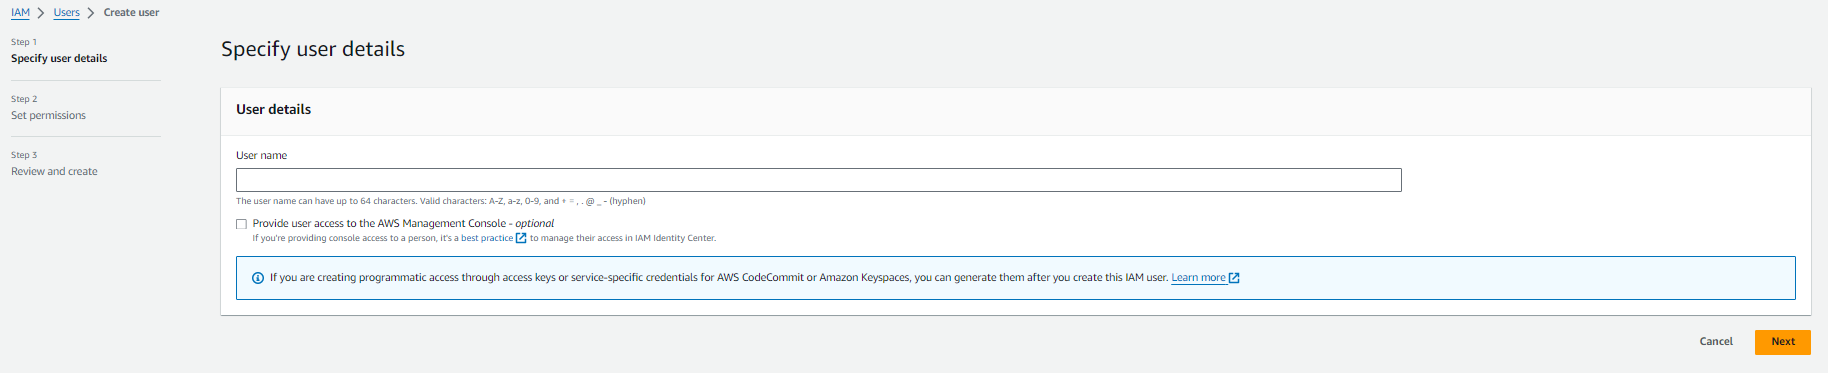 IAM > Users > Create user
Step 1
Specify user details
Step 2
Set permissions
Step 3
Review and create
Specify user details
User details
User name
The user name can have up to 64 characters. Valid characters: A-Z, a-z, 0-9, and + = , . @ _ - (hyphen)
Provide user access to the AWS Management Console - optional
If you're providing console access to a person, it's a best practice to manage their access in IAM Identity Center.
If you are creating programmatic access through access keys or service-specific credentials for AWS CodeCommit or Amazon Keyspaces, you can generate them after you create this IAM user. Learn more
Cancel Next